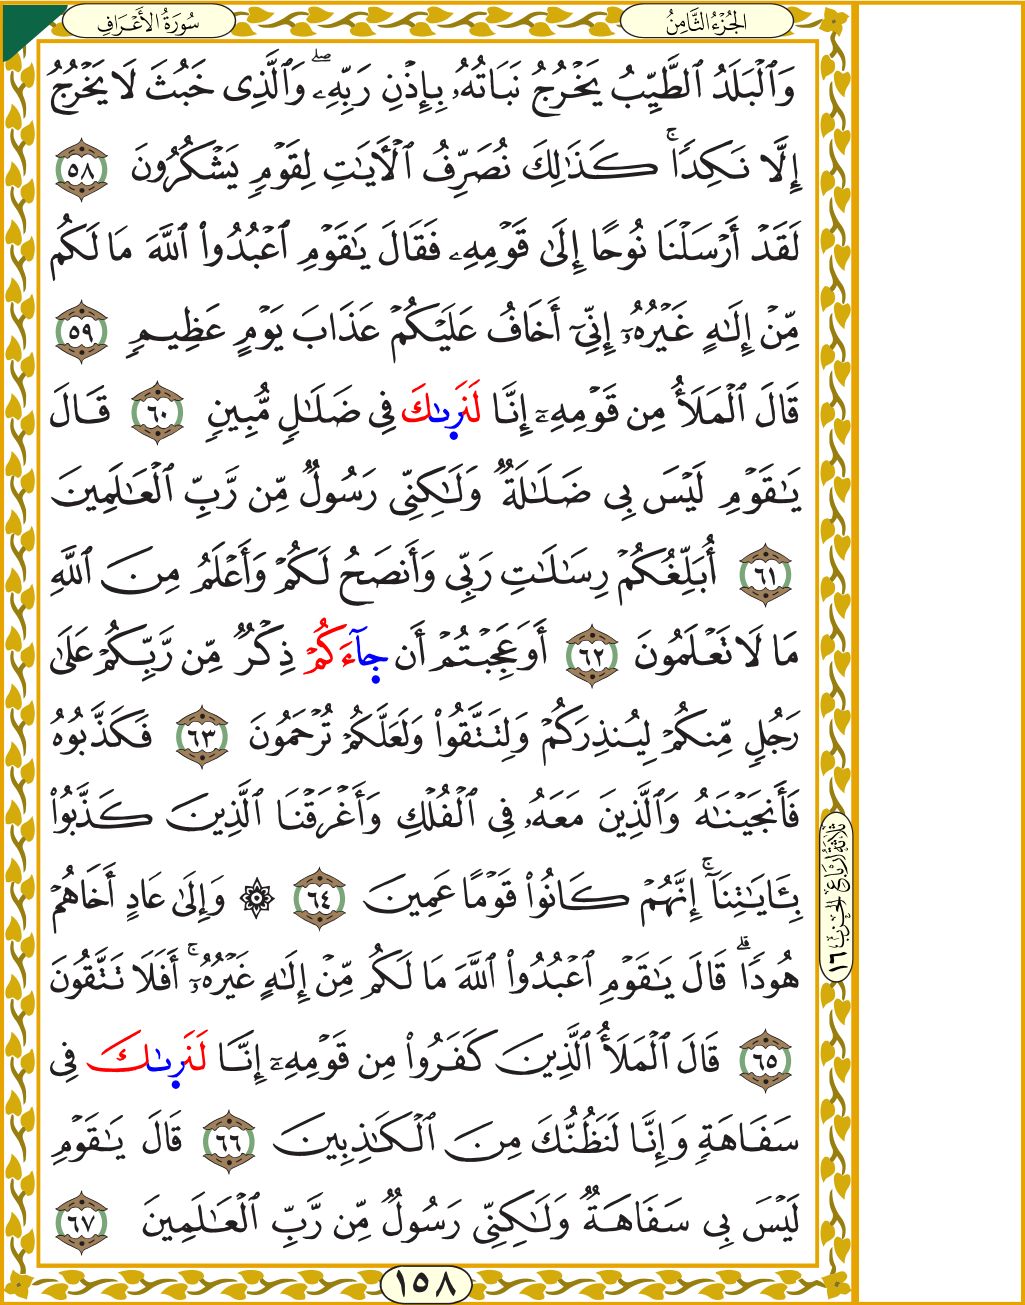 سُورَةُ الأَعْرَافِ
الجُزْءُ الثَّامِنُ
وَٱلْبَلَدُ ٱلطَّيِّبُ يَخْرُجُ نَبَاتُهُۥ بِإِذْنِ رَبِّهِۦۖ وَٱلَّذِى خَبُثَ لَا يَخْرُجُ
إِلَّا نَكِدٗاۚ كَذَٰلِكَ نُصَرِّفُ ٱلْأٓيَٰتِ لِقَوْمٖ يَشْكُرُونَ ٥٨
لَقَدْ أَرْسَلْنَا نُوحًا إِلَىٰ قَوْمِهِۦ فَقَالَ يَٰقَوْمِ ٱعْبُدُوا۟ ٱللَّهَ مَا لَكُم
مِّنْ إِلَٰهٍ غَيْرُهُۥٓ إِنِّىٓ أَخَافُ عَلَيْكُمْ عَذَابَ يَوْمٍ عَظِيمٖ ٥٩
قَالَ ٱلْمَلَأُ مِن قَوْمِهِۦٓ إِنَّا لَنَرٜىٰكَ فِى ضَلَٰلٖ مُّبِينٖ ٦٠ قَالَ
يَٰقَوْمِ لَيْسَ بِى ضَلَٰلَةٞ وَلَٰكِنِّى رَسُولٞ مِّن رَّبِّ ٱلْعَٰلَمِينَ
٦١ أُبَلِّغُكُمْ رِسَٰلَٰتِ رَبِّى وَأَنصَحُ لَكُمْ وَأَعْلَمُ مِنَ ٱللَّهِ
مَا لَا تَعْلَمُونَ ٦٢ أَوَعَجِبْتُمْ أَن جٜآءَكُمْ ذِكْرٞ مِّن رَّبِّكُمْ عَلَىٰ
رَجُلٖ مِّنكُمْ لِيُنذِرَكُمْ وَلِتَتَّقُوا۟ وَلَعَلَّكُمْ تُرْحَمُونَ ٦٣ فَكَذَّبُوهُ
فَأَنجَيْنَٰهُ وَٱلَّذِينَ مَعَهُۥ فِى ٱلْفُلْكِ وَأَغْرَقْنَا ٱلَّذِينَ كَذَّبُوا۟
بِـَٔايَٰتِنَآۚ إِنَّهُمْ كَانُوا۟ قَوْمًا عَمِينَ ٦٤ ۞ وَإِلَىٰ عَادٍ أَخَاهُمْ
هُودٗاۗ قَالَ يَٰقَوْمِ ٱعْبُدُوا۟ ٱللَّهَ مَا لَكُم مِّنْ إِلَٰهٍ غَيْرُهُۥٓۚ أَفَلَا تَتَّقُونَ
٦٥ قَالَ ٱلْمَلَأُ ٱلَّذِينَ كَفَرُوا۟ مِن قَوْمِهِۦٓ إِنَّا لَنَرٜىٰكَ فِى
سَفَاهَةٖ وَإِنَّا لَنَظُنُّكَ مِنَ ٱلْكَٰذِبِينَ ٦٦ قَالَ يَٰقَوْمِ
لَيْسَ بِى سَفَاهَةٞ وَلَٰكِنِّى رَسُولٞ مِّن رَّبِّ ٱلْعَٰلَمِينَ ٦٧
ثَلَاثَةُ أَرْبَاعِ الحِزْبِ ١٦
١٥٨